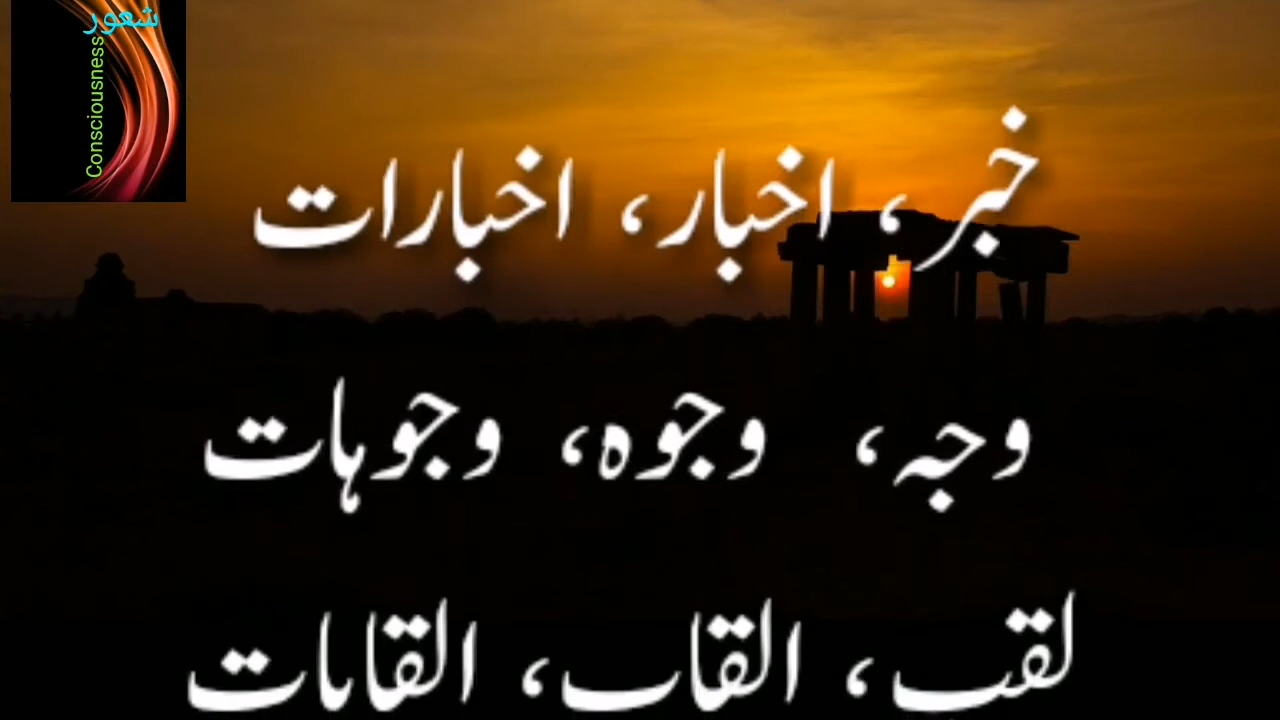 شعور
Consciousness
خبر، اخبار، اخبارات
وجہ، وجوہ، وجوہات
لقب، القاب، القابات